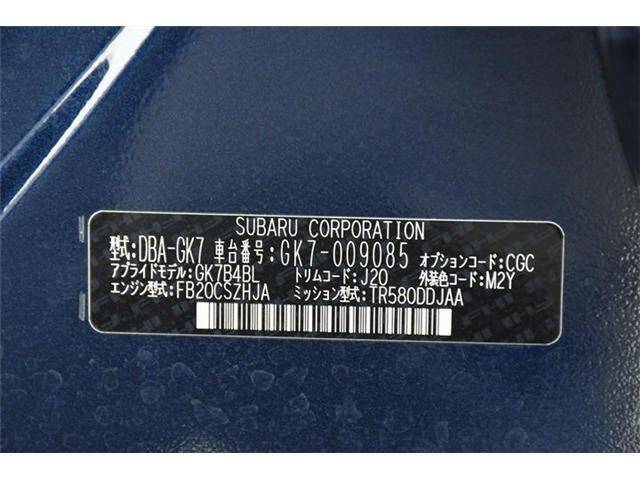 SUBARU CORPORATION
型式:DBA-GK7 車台番号:GK7-009085 オプションコード:CGC
アプライドモデル:GK7B4BL トリムコード:J20 外装色コード:M2Y
エンジン型式:FB20CSZHJA ミッション型式:TR580DDJAA